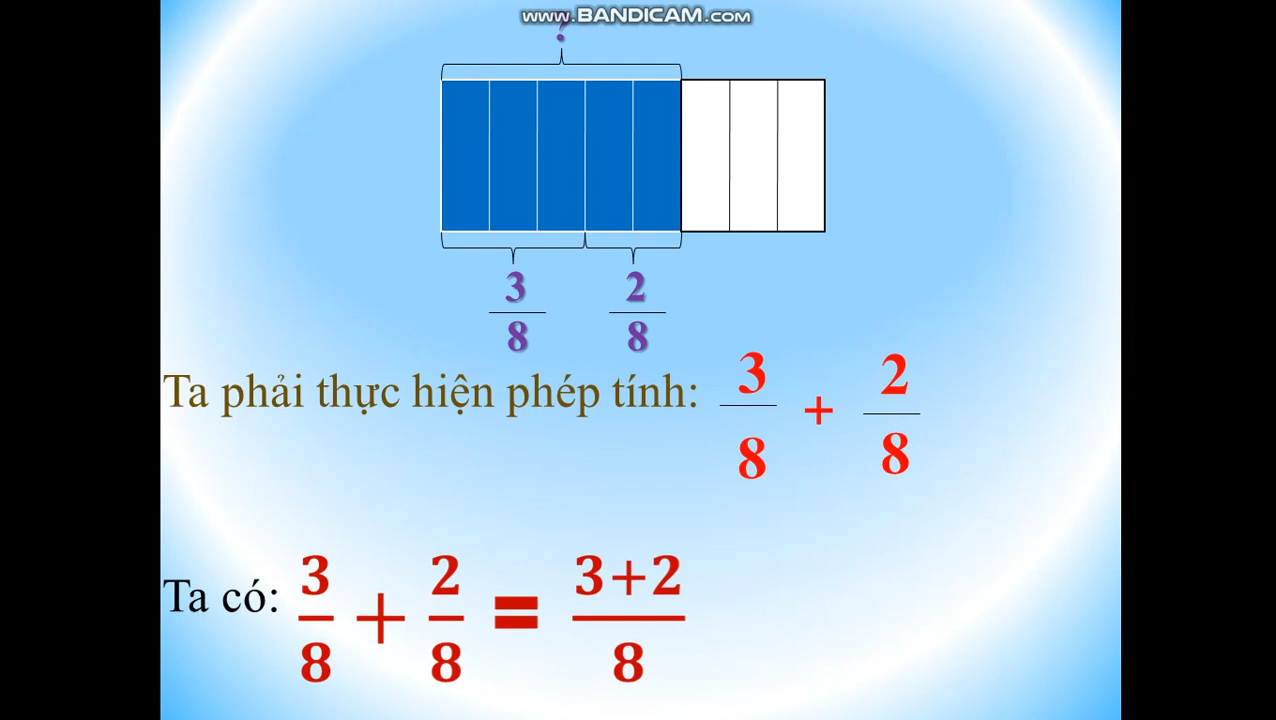 www.BANDICAM.com
?
3/8 2/8
Ta phải thực hiện phép tính: 3/8 + 2/8
Ta có: 3/8 + 2/8 = (3+2)/8